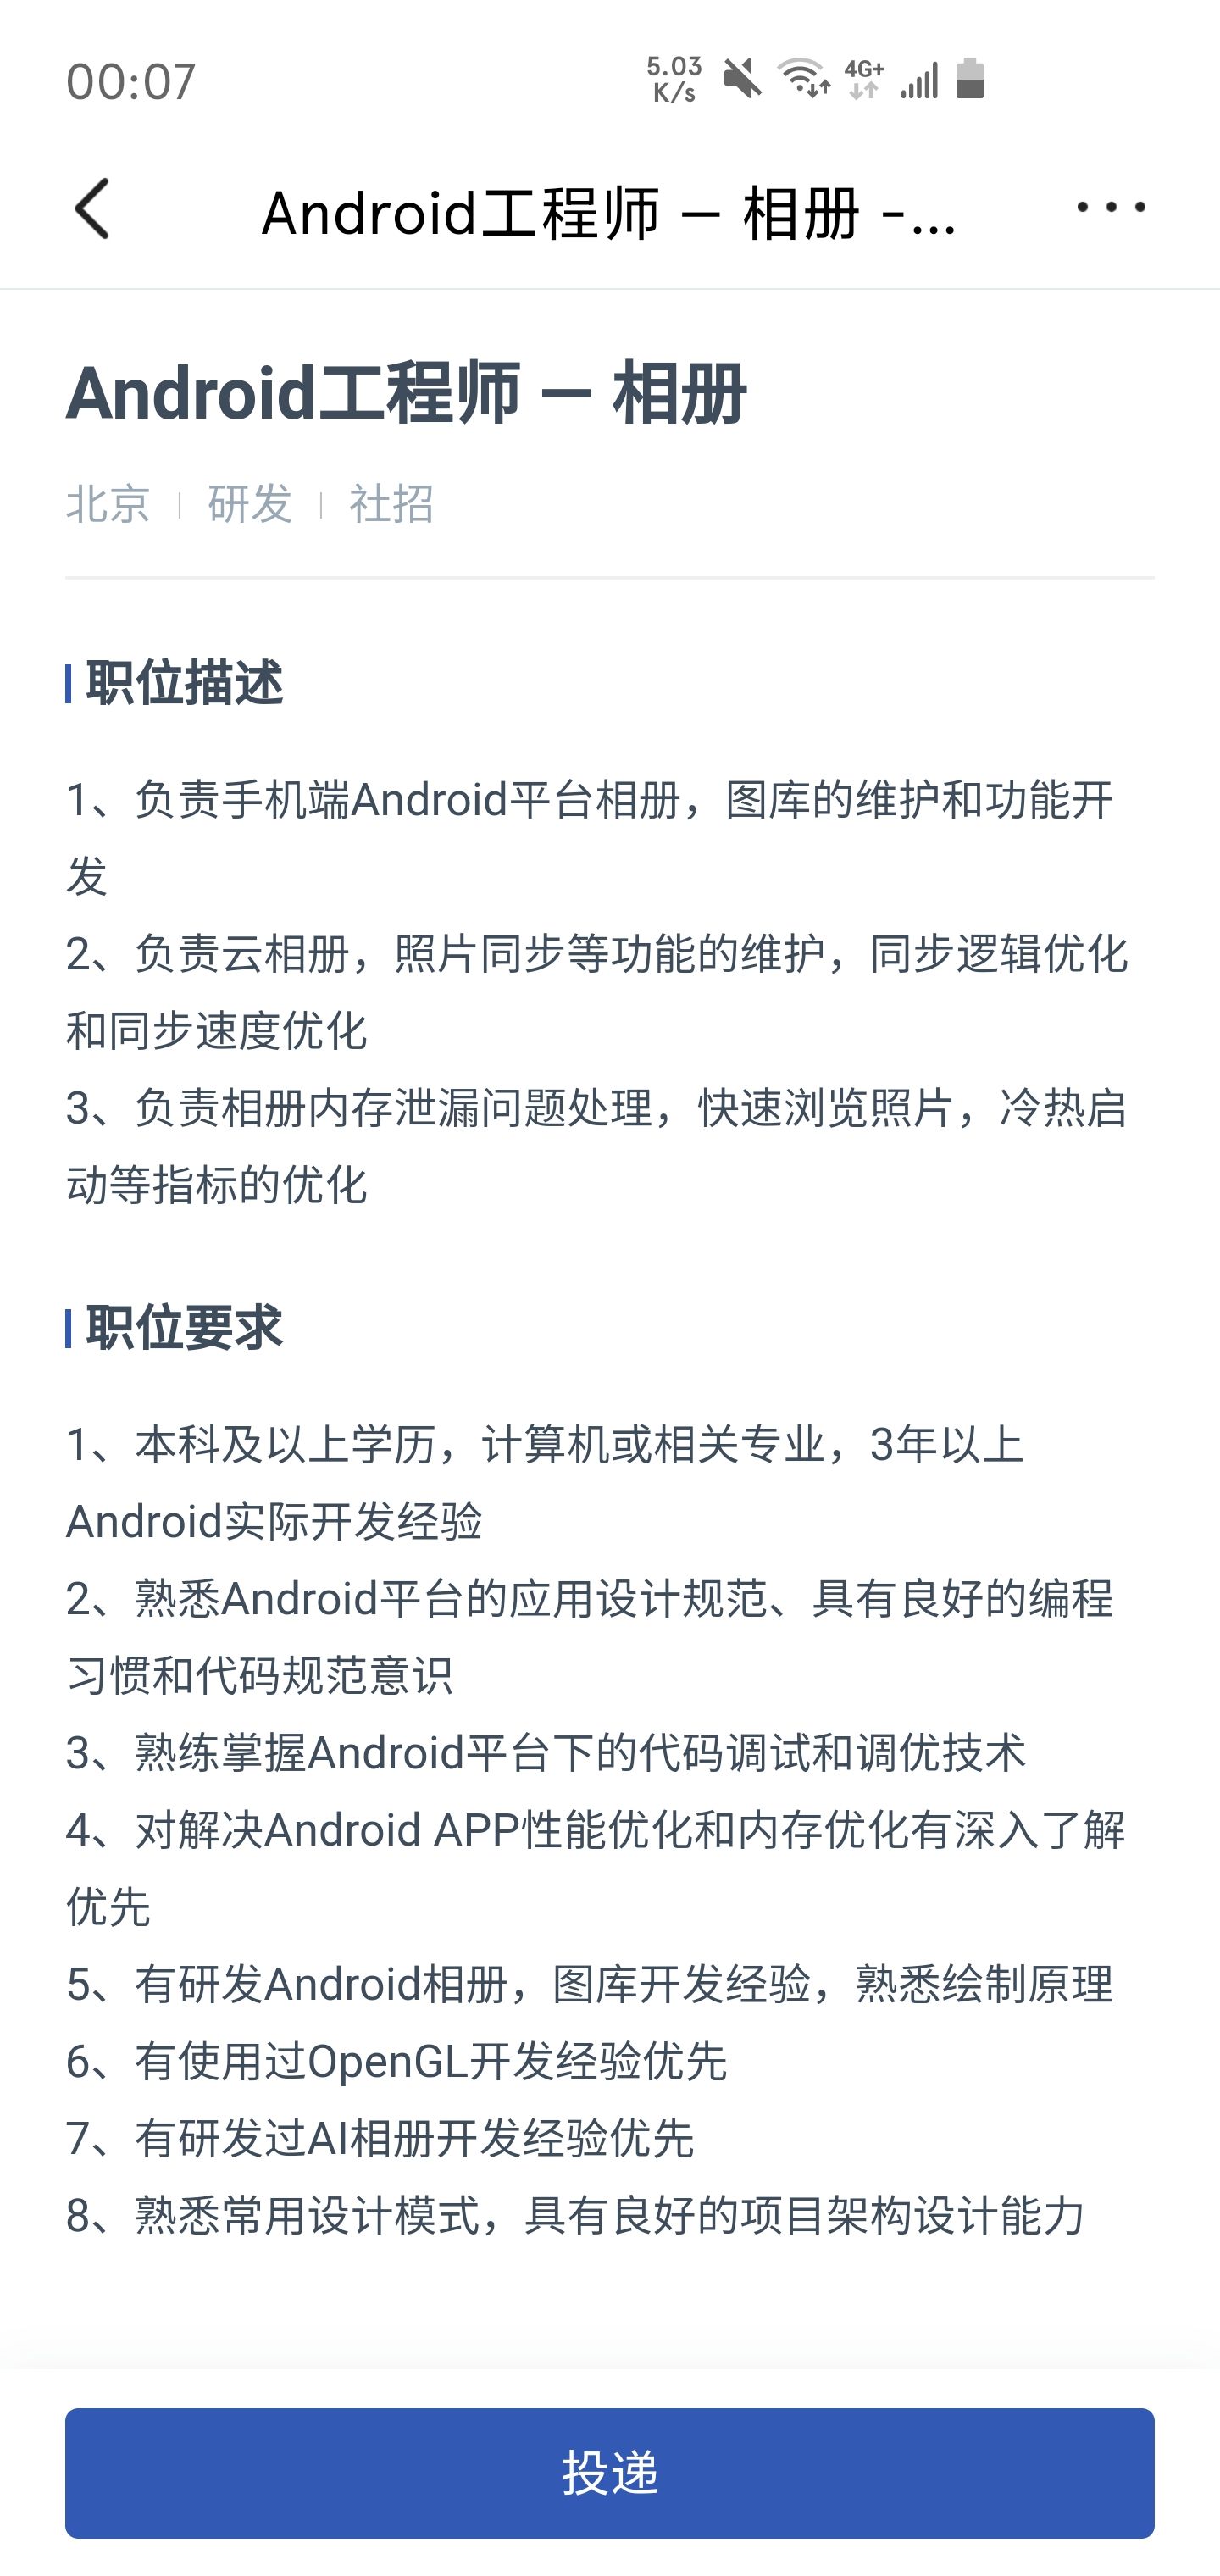 00:07
5.03
K/s
4G+
Android工程师 – 相册 -...
Android工程师 – 相册
北京
研发
社招
职位描述
1、负责手机端Android平台相册，图库的维护和功能开
发
2、负责云相册，照片同步等功能的维护，同步逻辑优化
和同步速度优化
3、负责相册内存泄漏问题处理，快速浏览照片，冷热启
动等指标的优化
职位要求
1、本科及以上学历，计算机或相关专业，3年以上
Android实际开发经验
2、熟悉Android平台的应用设计规范、具有良好的编程
习惯和代码规范意识
3、熟练掌握Android平台下的代码调试和调优技术
4、对解决Android APP性能优化和内存优化有深入了解
优先
5、有研发Android相册，图库开发经验，熟悉绘制原理
6、有使用过OpenGL开发经验优先
7、有研发过AI相册开发经验优先
8、熟悉常用设计模式，具有良好的项目架构设计能力
投递